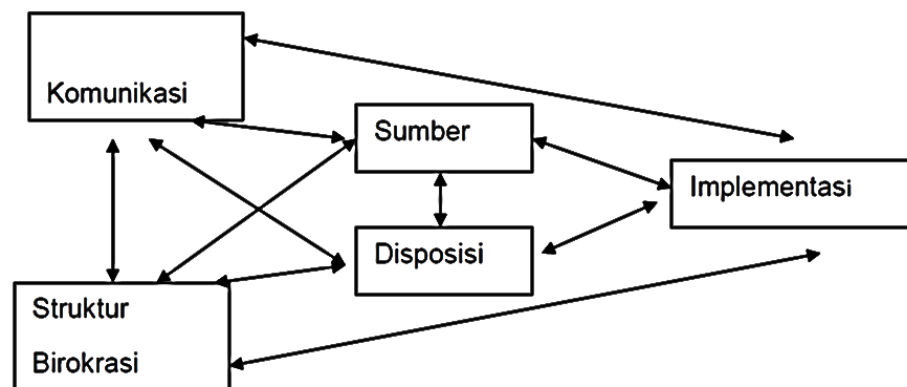 Komunikasi
Sumber
Implementasi
Disposisi
Struktur
Birokrasi